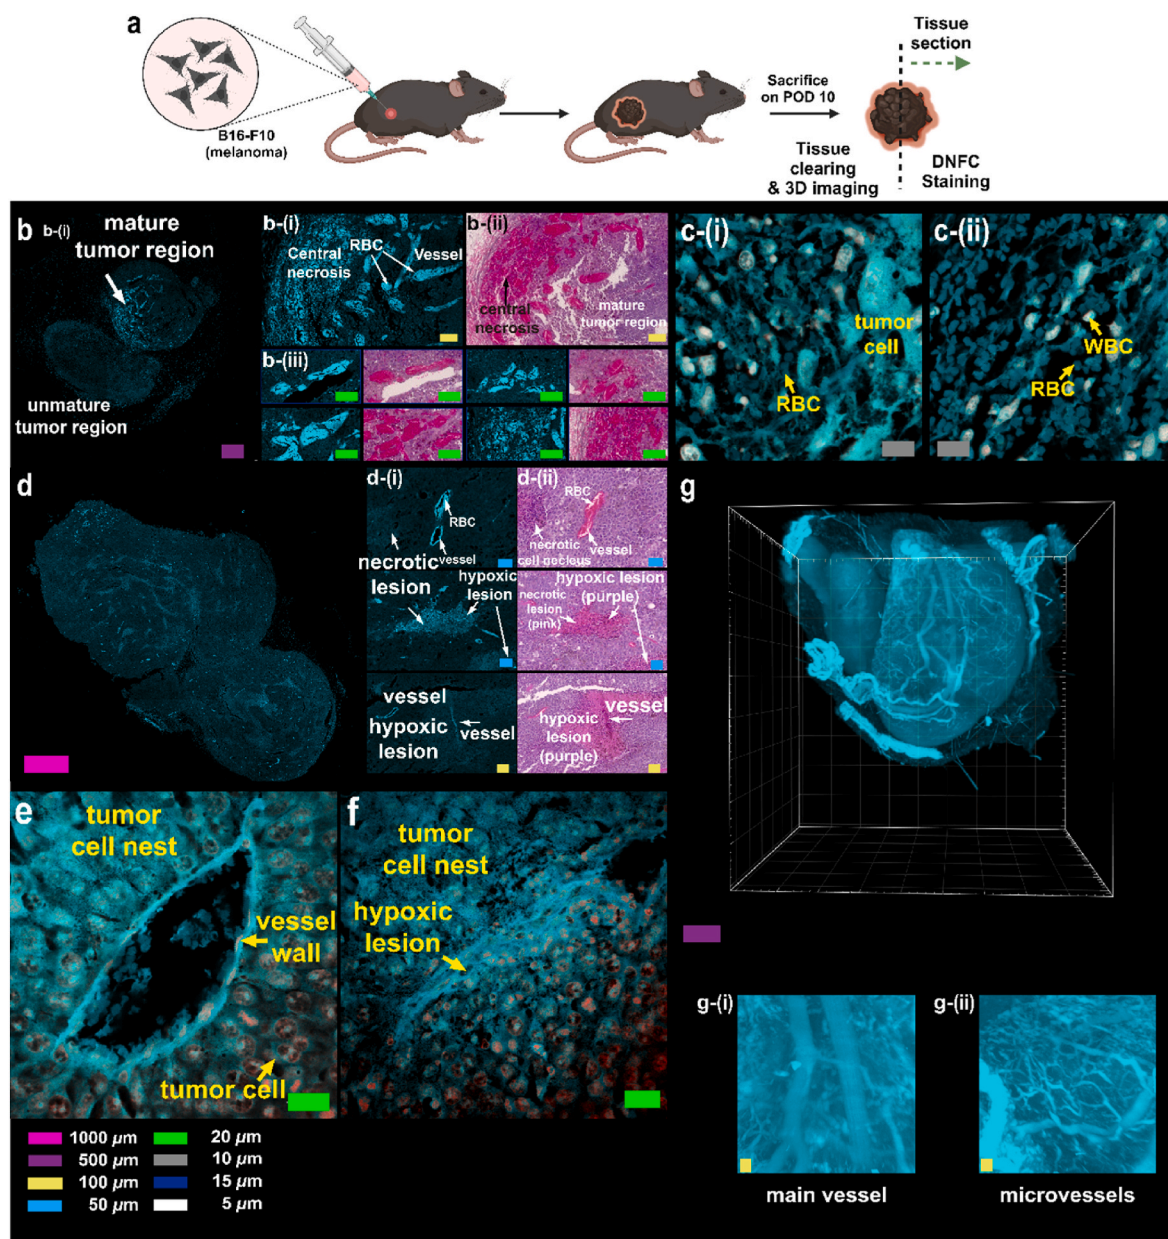 a
B16-F10
(melanoma)
Sacrifice
on POD 10
Tissue
clearing
& 3D imaging
Tissue
section
DNFC
Staining
b
b-(i)
mature
tumor region
unmature
tumor region
b-(i)
RBC
Vessel
Central
necrosis
b-(ii)
central
necrosis
mature
tumor region
b-(iii)
c-(i)
tumor
cell
RBC
c-(ii)
WBC
RBC
d
d-(i)
RBC
vessel
necrotic
lesion
hypoxic
lesion
vessel
hypoxic
lesion
vessel
d-(ii)
RBC
necrotic
cell nucleus
vessel
hypoxic lesion
(purple)
necrotic
lesion
(pink)
vessel
hypoxic
lesion
(purple)
e
tumor
cell nest
vessel
wall
tumor cell
f
tumor
cell nest
hypoxic
lesion
g
g-(i)
main vessel
g-(ii)
microvessels
1000 µm
500 µm
100 µm
50 µm
20 µm
10 µm
15 µm
5 µm